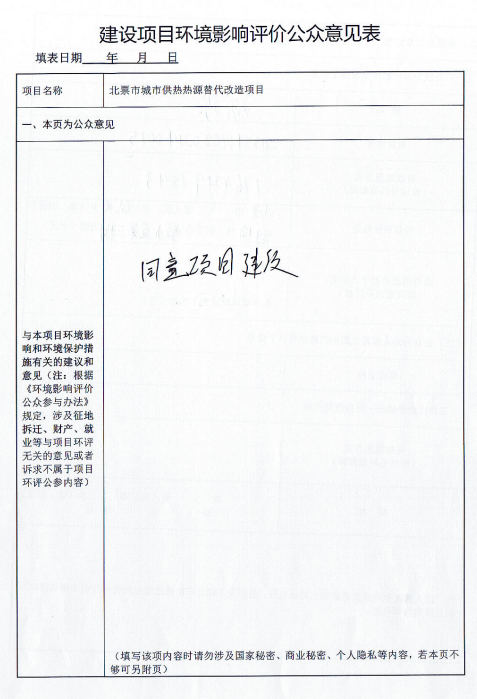 建设项目环境影响评价公众意见表
填表日期 年 月 日
项目名称
北票市城市供热热源替代改造项目
一、本页为公众意见
与本项目环境影
响和环境保护措
施有关的建议和
意见（注：根据
《环境影响评价
公众参与办法》
规定，涉及征地
拆迁、财产、就
业等与项目环评
无关的意见或者
诉求不属于项目
环评公参内容）
同意项目建设
（填写该项内容时请勿涉及国家秘密、商业秘密、个人隐私等内容，若本页不
够可另附页）